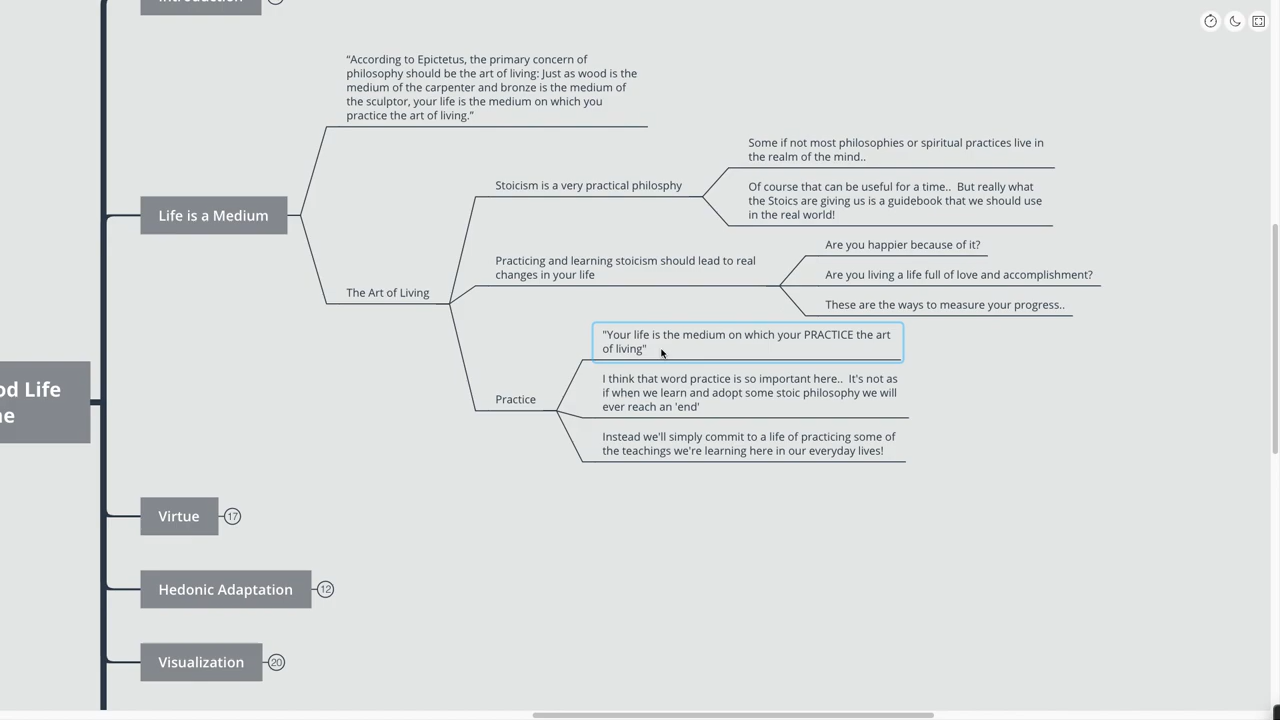 Introduction
"According to Epictetus, the primary concern of
philosophy should be the art of living: Just as wood is the
medium of the carpenter and bronze is the medium of
the sculptor, your life is the medium on which you
practice the art of living."
Some if not most philosophies or spiritual practices live in
the realm of the mind..
Stoicism is a very practical philosphy
Of course that can be useful for a time..  But really what
the Stoics are giving us is a guidebook that we should use
in the real world!
Life is a Medium
Are you happier because of it?
Practicing and learning stoicism should lead to real
changes in your life
Are you living a life full of love and accomplishment?
The Art of Living
These are the ways to measure your progress..
"Your life is the medium on which your PRACTICE the art
of living"
I think that word practice is so important here..  It's not as
if when we learn and adopt some stoic philosophy we will
ever reach an 'end'
Practice
Instead we'll simply commit to a life of practicing some of
the teachings we're learning here in our everyday lives!
od Life
ne
Virtue
17
Hedonic Adaptation
12
Visualization
20